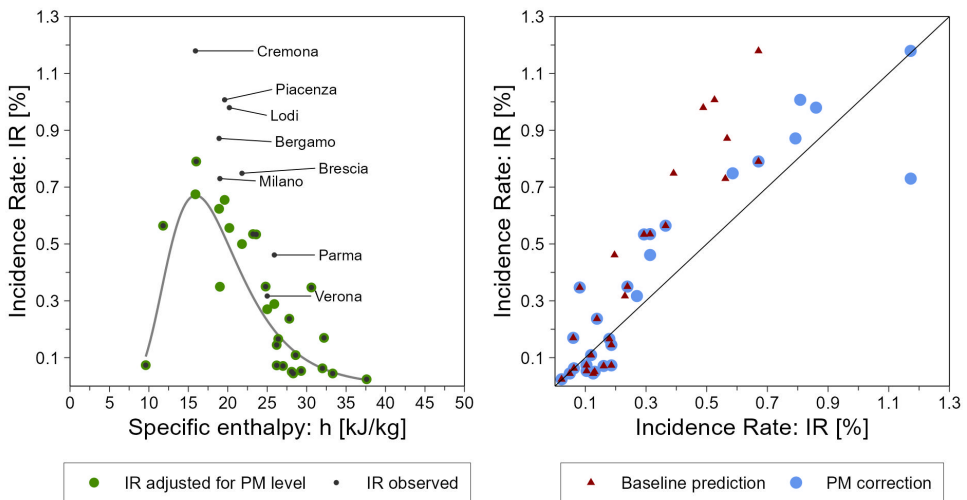 1.3
1.1
0.9
0.7
0.5
0.3
0.1
Incidence Rate: IR [%]
Cremona
Piacenza
Lodi
Bergamo
Brescia
Milano
Parma
Verona
0 5 10 15 20 25 30 35 40 45 50
Specific enthalpy: h [kJ/kg]
IR adjusted for PM level IR observed
1.3
1.1
0.9
0.7
0.5
0.3
0.1
Incidence Rate: IR [%]
0.1 0.3 0.5 0.7 0.9 1.1 1.3
Incidence Rate: IR [%]
Baseline prediction PM correction